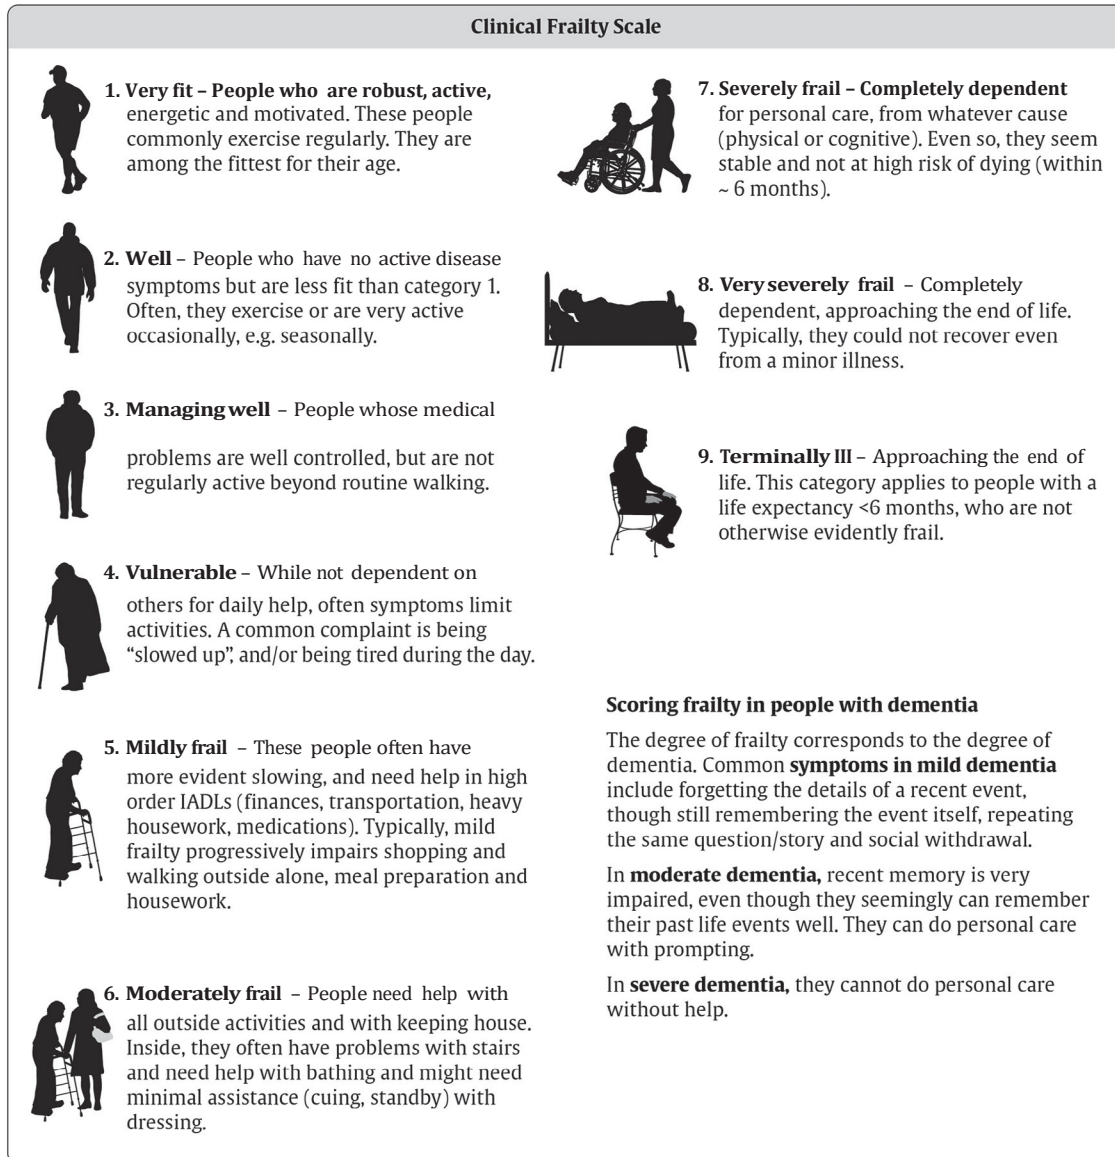 Clinical Frailty Scale
1. Very fit – People who are robust, active,
energetic and motivated. These people
commonly exercise regularly. They are
among the fittest for their age.
2. Well – People who have no active disease
symptoms but are less fit than category 1.
Often, they exercise or are very active
occasionally, e.g. seasonally.
3. Managing well – People whose medical
problems are well controlled, but are not
regularly active beyond routine walking.
4. Vulnerable – While not dependent on
others for daily help, often symptoms limit
activities. A common complaint is being
“slowed up”, and/or being tired during the day.
5. Mildly frail – These people often have
more evident slowing, and need help in high
order IADLs (finances, transportation, heavy
housework, medications). Typically, mild
frailty progressively impairs shopping and
walking outside alone, meal preparation and
housework.
6. Moderately frail – People need help with
all outside activities and with keeping house.
Inside, they often have problems with stairs
and need help with bathing and might need
minimal assistance (cuing, standby) with
dressing.
7. Severely frail – Completely dependent
for personal care, from whatever cause
(physical or cognitive). Even so, they seem
stable and not at high risk of dying (within
~ 6 months).
8. Very severely frail – Completely
dependent, approaching the end of life.
Typically, they could not recover even
from a minor illness.
9. Terminally III – Approaching the end of
life. This category applies to people with a
life expectancy <6 months, who are not
otherwise evidently frail.
Scoring frailty in people with dementia
The degree of frailty corresponds to the degree of
dementia. Common symptoms in mild dementia
include forgetting the details of a recent event,
though still remembering the event itself, repeating
the same question/story and social withdrawal.
In moderate dementia, recent memory is very
impaired, even though they seemingly can remember
their past life events well. They can do personal care
with prompting.
In severe dementia, they cannot do personal care
without help.